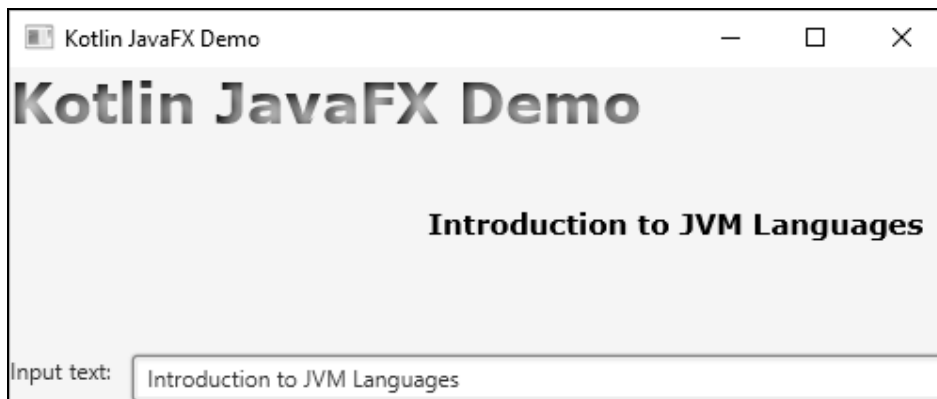 Kotlin JavaFX Demo
Kotlin JavaFX Demo
Introduction to JVM Languages
Input text: Introduction to JVM Languages